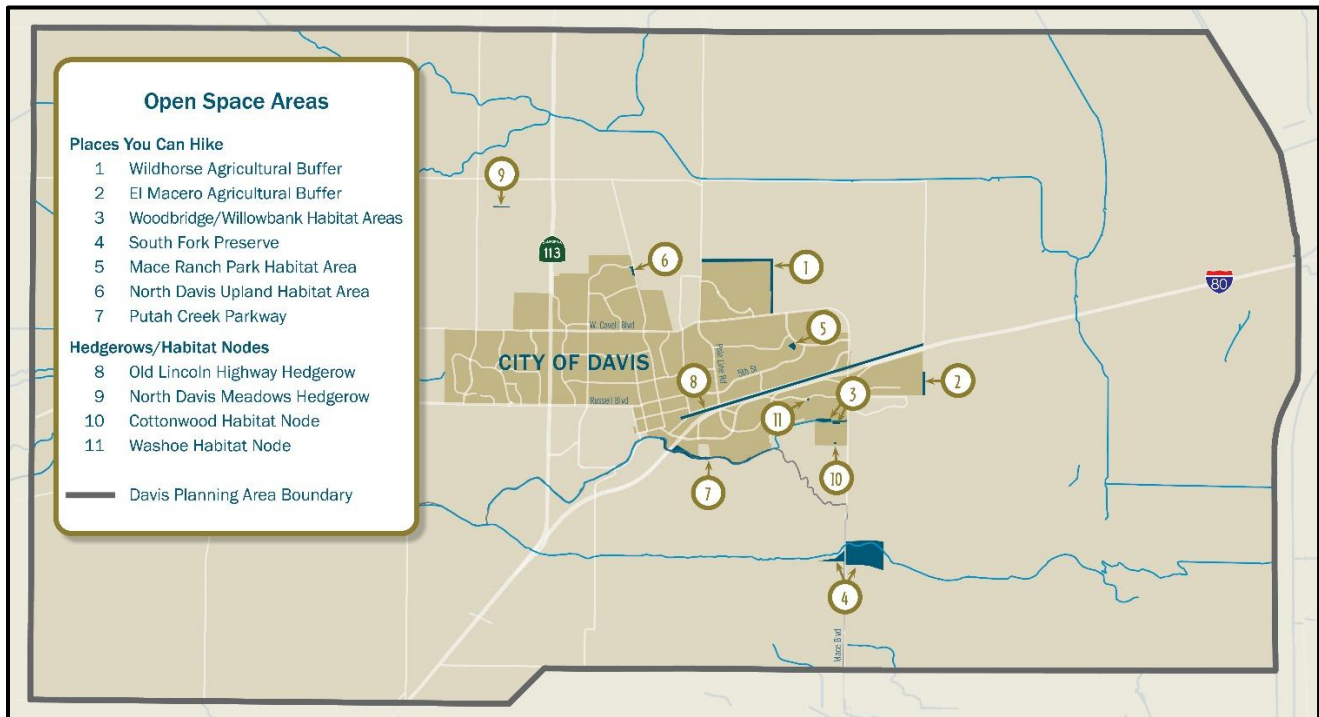 Open Space Areas
Places You Can Hike
1 Wildhorse Agricultural Buffer
2 El Macero Agricultural Buffer
3 Woodbridge/Willowbank Habitat Areas
4 South Fork Preserve
5 Mace Ranch Park Habitat Area
6 North Davis Upland Habitat Area
7 Putah Creek Parkway
Hedgerows/Habitat Nodes
8 Old Lincoln Highway Hedgerow
9 North Davis Meadows Hedgerow
10 Cottonwood Habitat Node
11 Washoe Habitat Node
Davis Planning Area Boundary
9
113
6
1
80
W. Covell Blvd
5
CITY OF DAVIS
Pole Line Rd
5th St
8
2
Russell Blvd
11
3
7
10
4
Mace Blvd